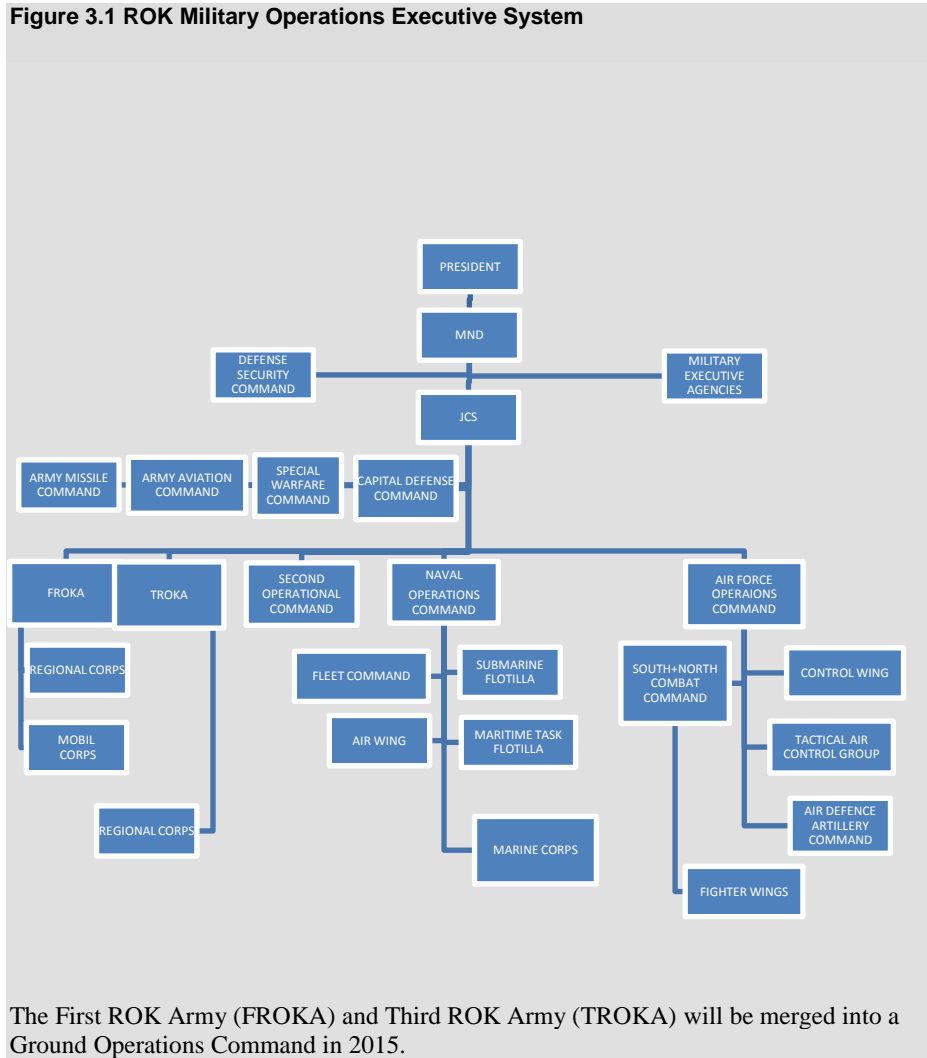 Figure 3.1 ROK Military Operations Executive System
PRESIDENT
MND
DEFENSE
SECURITY
COMMAND
MILITARY
EXECUTIVE
AGENCIES
JCS
ARMY MISSILE
COMMAND
ARMY AVIATION
COMMAND
SPECIAL
WARFARE
COMMAND
CAPITAL DEFENSE
COMMAND
FROKA
TROKA
SECOND
OPERATIONAL
COMMAND
NAVAL
OPERATIONS
COMMAND
AIR FORCE
OPERAIONS
COMMAND
REGIONAL CORPS
MOBIL
CORPS
REGIONAL CORPS
FLEET COMMAND
SUBMARINE
FLOTILLA
AIR WING
MARITIME TASK
FLOTILLA
MARINE CORPS
SOUTH+NORTH
COMBAT
COMMAND
CONTROL WING
TACTICAL AIR
CONTROL GROUP
AIR DEFENCE
ARTILLERY
COMMAND
FIGHTER WINGS
The First ROK Army (FROKA) and Third ROK Army (TROKA) will be merged into a
Ground Operations Command in 2015.